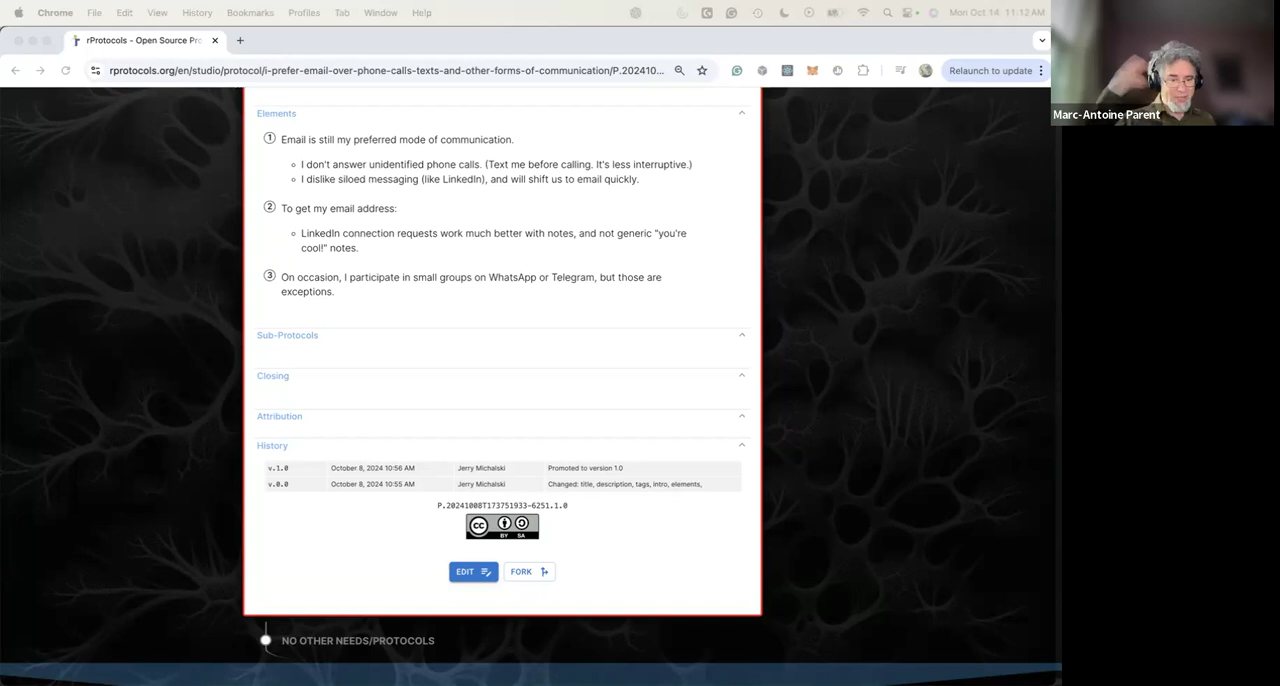 Chrome File Edit View History Bookmarks Profiles Tab Window Help Mon Oct 14 11:12 AM
rProtocols - Open Source Pro
rprotocols.org/en/studio/protocol/i-prefer-email-over-phone-calls-texts-and-other-forms-of-communication/P.202410... Relaunch to update
Marc-Antoine Parent
Elements
1 Email is still my preferred mode of communication.
I don't answer unidentified phone calls. (Text me before calling. It's less interruptive.)
I dislike siloed messaging (like LinkedIn), and will shift us to email quickly.
2 To get my email address:
LinkedIn connection requests work much better with notes, and not generic "you're
cool!" notes.
3 On occasion, I participate in small groups on WhatsApp or Telegram, but those are
exceptions.
Sub-Protocols
Closing
Attribution
History
v.1.0 October 8, 2024 10:56 AM Jerry Michalski Promoted to version 1.0
v.0.0 October 8, 2024 10:55 AM Jerry Michalski Changed: title, description, tags, intro, elements,
P.20241008T173751933-6251.1.0
cc BY SA
EDIT FORK
NO OTHER NEEDS/PROTOCOLS